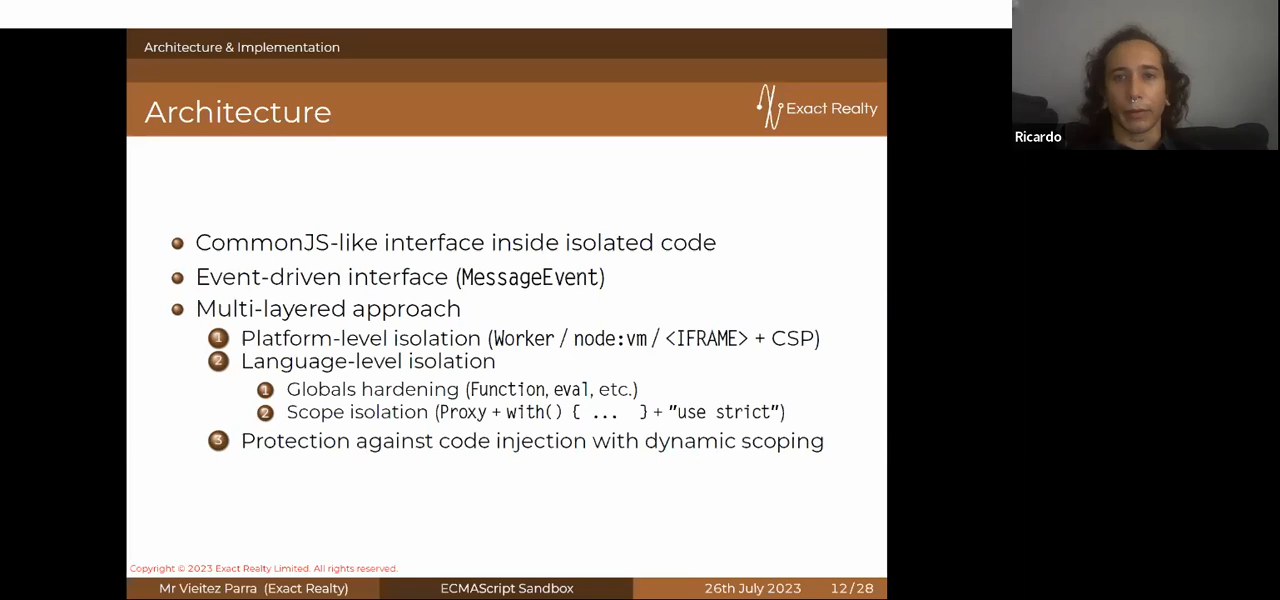 Architecture & Implementation
Architecture
Exact Realty
Ricardo
CommonJS-like interface inside isolated code
Event-driven interface (MessageEvent)
Multi-layered approach
1 Platform-level isolation (Worker / node:vm / <IFRAME> + CSP)
2 Language-level isolation
1 Globals hardening (Function, eval, etc.)
2 Scope isolation (Proxy + with() { ... } + "use strict")
3 Protection against code injection with dynamic scoping
Copyright © 2023 Exact Realty Limited. All rights reserved.
Mr Vieitez Parra (Exact Realty) ECMAScript Sandbox 26th July 2023 12/28